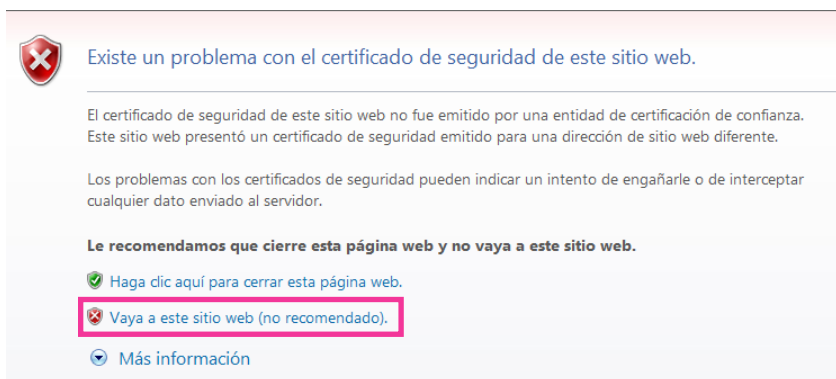 Existe un problema con el certificado de seguridad de este sitio web.
El certificado de seguridad de este sitio web no fue emitido por una entidad de certificación de confianza.
Este sitio web presentó un certificado de seguridad emitido para una dirección de sitio web diferente.
Los problemas con los certificados de seguridad pueden indicar un intento de engañarle o de interceptar
cualquier dato enviado al servidor.
Le recomendamos que cierre esta página web y no vaya a este sitio web.
Haga clic aquí para cerrar esta página web.
Vaya a este sitio web (no recomendado).
Más información